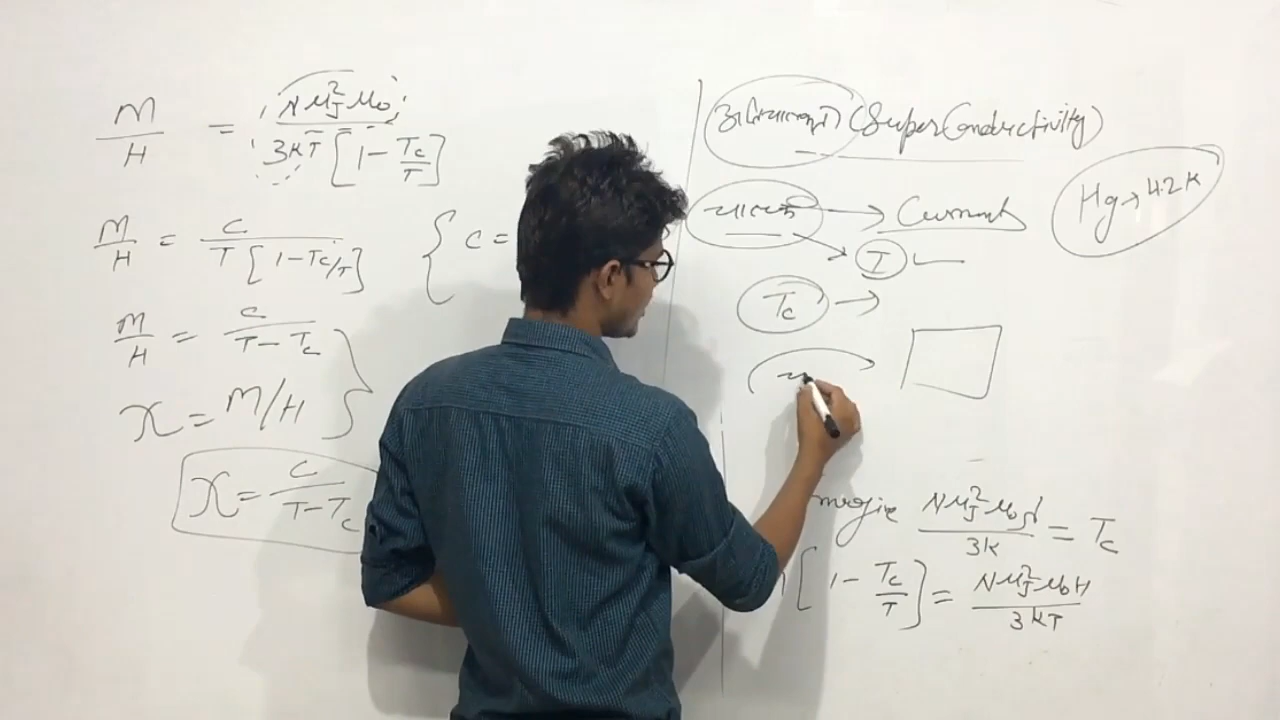 M/H = Nμ_J²μ₀ / 3KT [1 - Tc/T]
M/H = C / T[1 - Tc/T] { C =
M/H = C / T - Tc
χ = M/H }
χ = C / T - Tc
अतिचालकता (SuperConductivity)
चालक → Current
Hg → 4.2 K
I
Tc →
Nμ_J²μ₀γ / 3K = Tc
[1 - Tc/T] = Nμ_J²μ₀H / 3KT